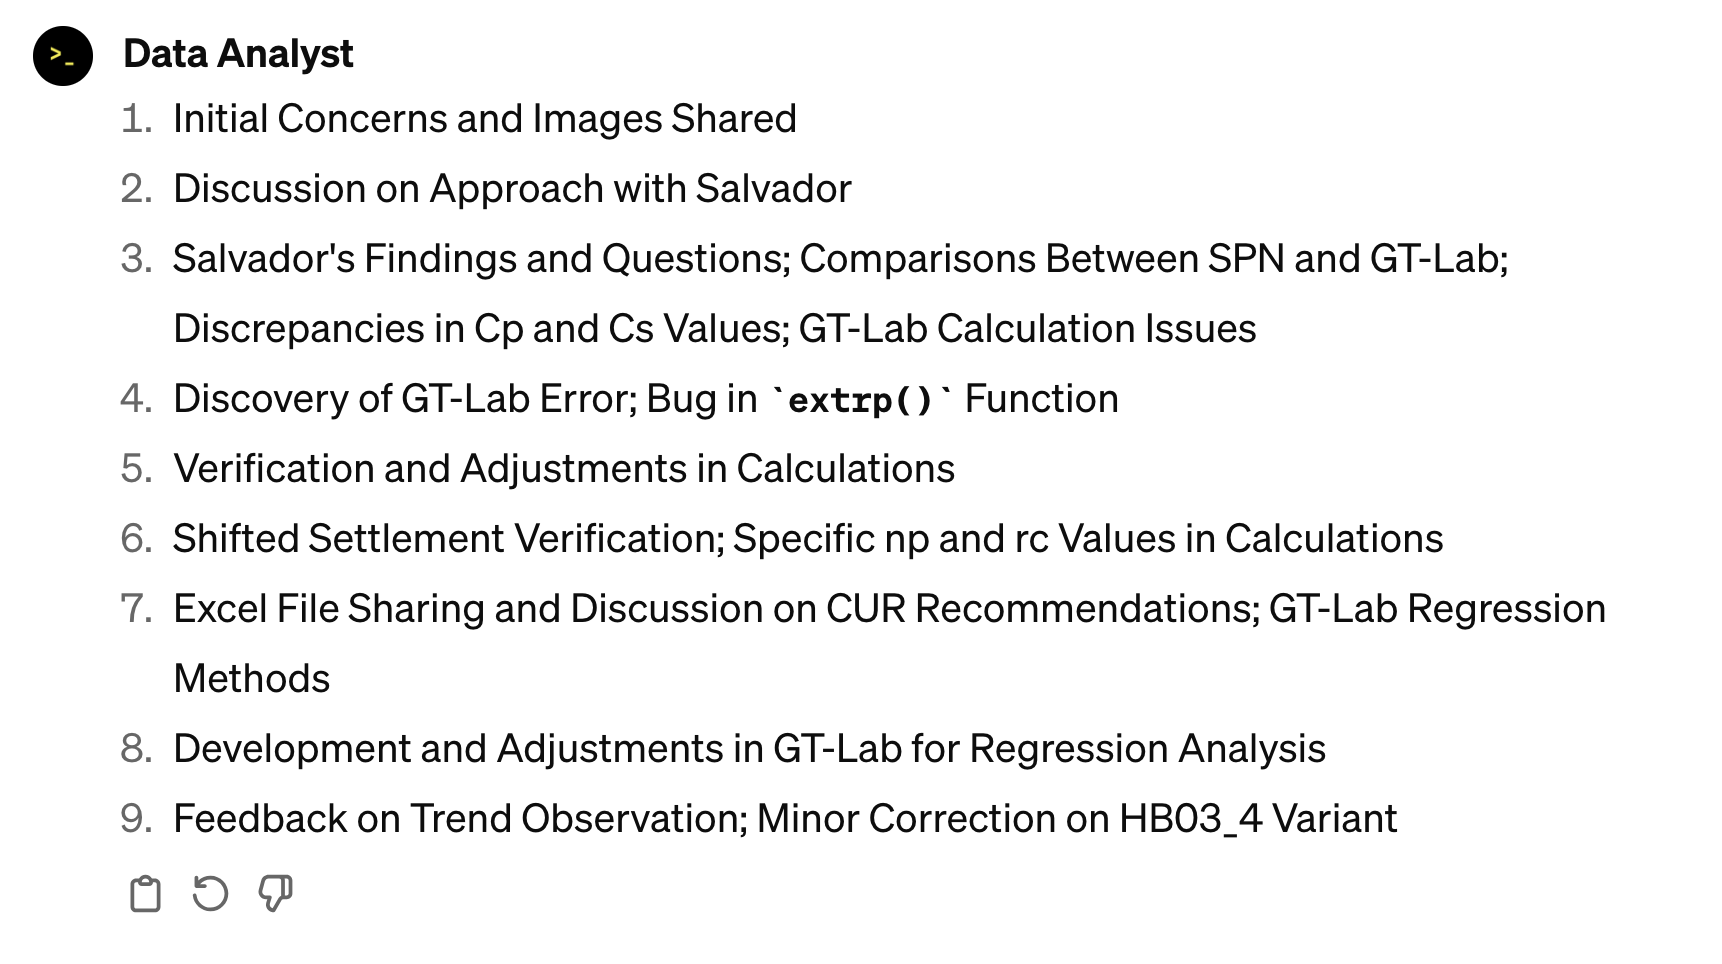 >_ Data Analyst
1. Initial Concerns and Images Shared
2. Discussion on Approach with Salvador
3. Salvador's Findings and Questions; Comparisons Between SPN and GT-Lab;
Discrepancies in Cp and Cs Values; GT-Lab Calculation Issues
4. Discovery of GT-Lab Error; Bug in `extrp()` Function
5. Verification and Adjustments in Calculations
6. Shifted Settlement Verification; Specific np and rc Values in Calculations
7. Excel File Sharing and Discussion on CUR Recommendations; GT-Lab Regression
Methods
8. Development and Adjustments in GT-Lab for Regression Analysis
9. Feedback on Trend Observation; Minor Correction on HB03_4 Variant